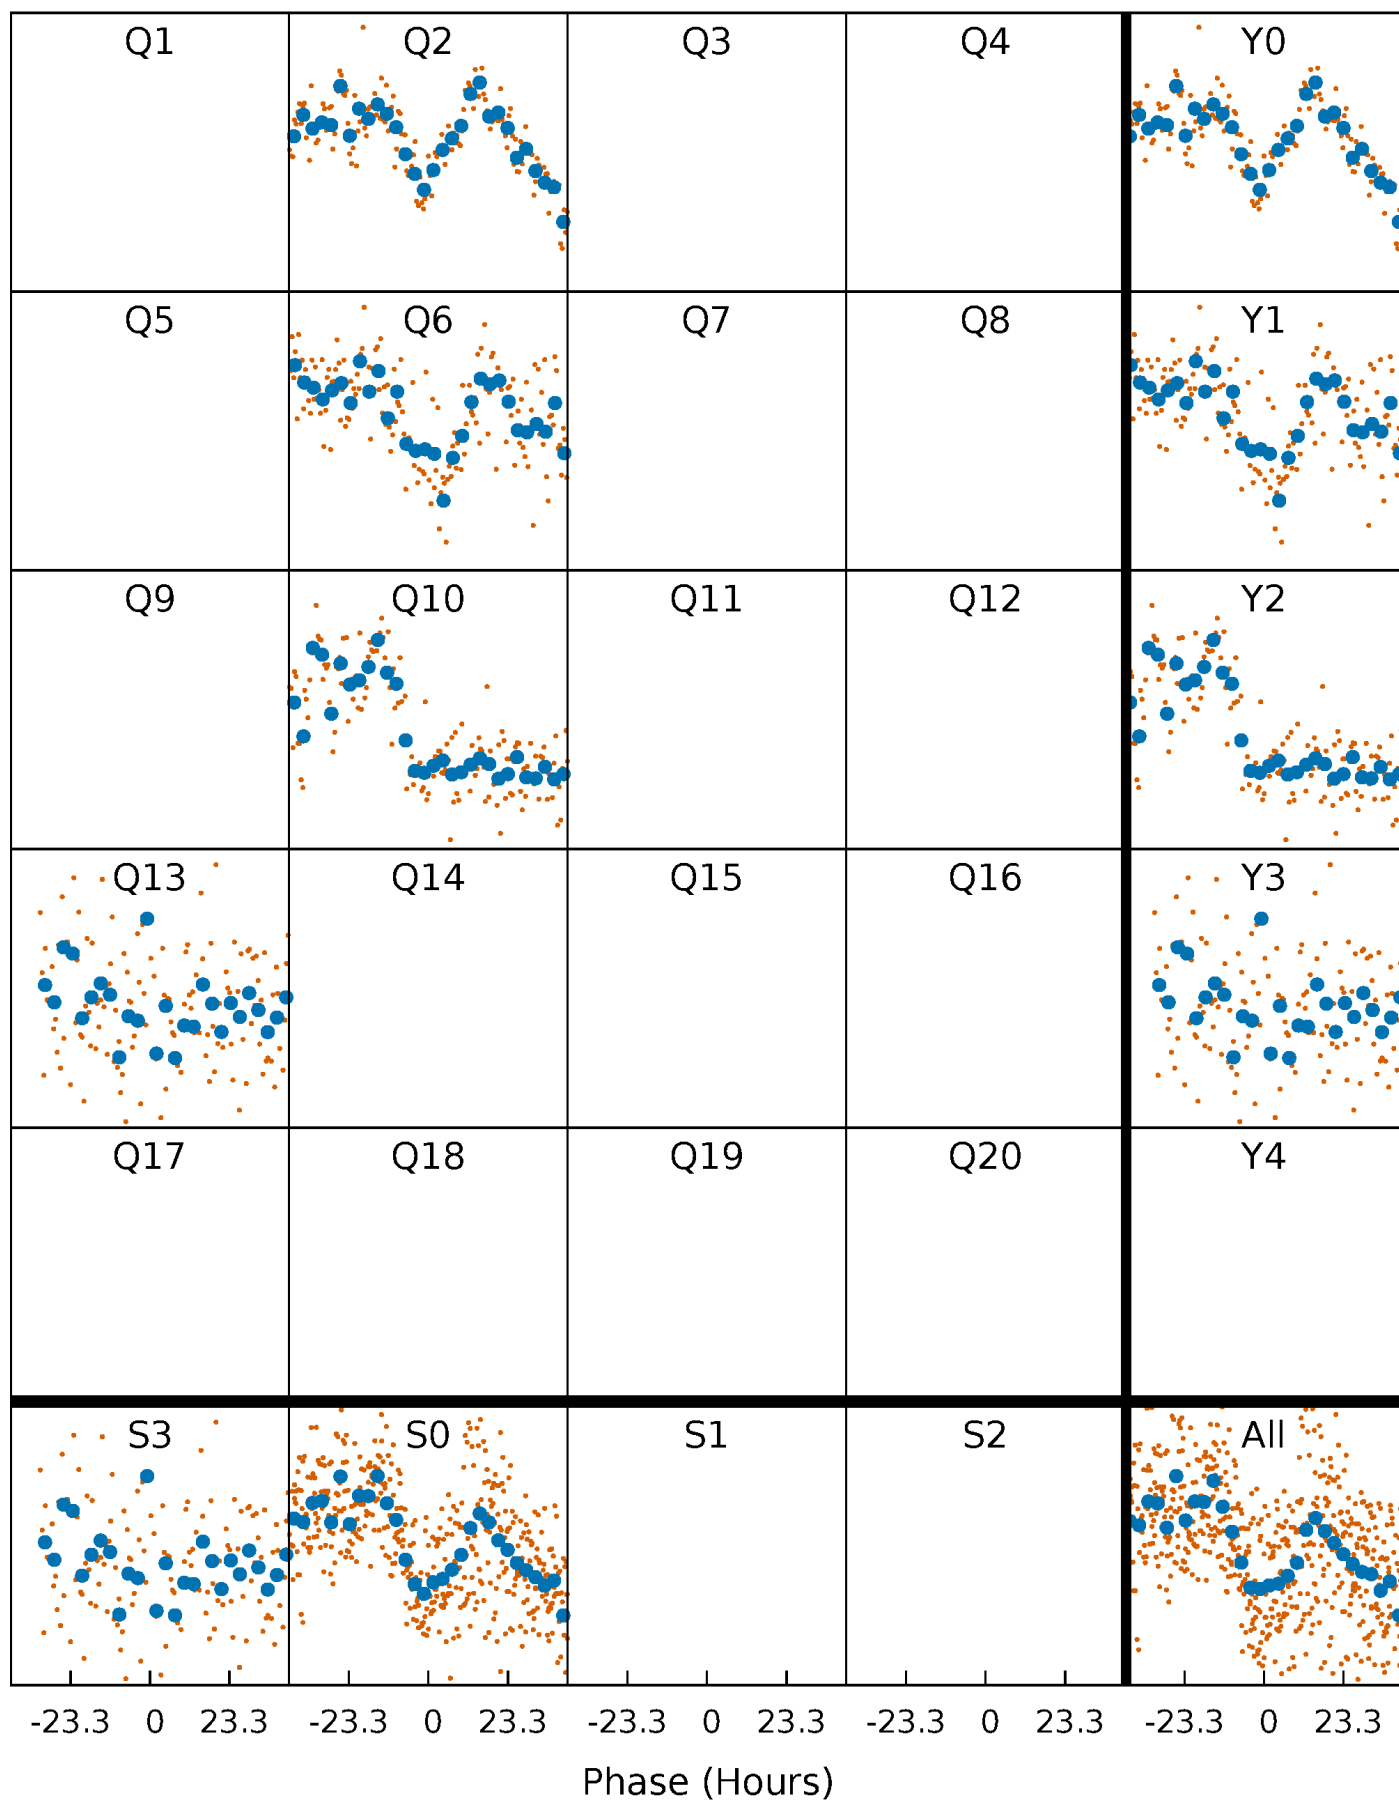 Q1 Q2 Q3 Q4 Y0
Q5 Q6 Q7 Q8 Y1
Q9 Q10 Q11 Q12 Y2
Q13 Q14 Q15 Q16 Y3
Q17 Q18 Q19 Q20 Y4
S3 S0 S1 S2 All
-23.3 0 23.3 -23.3 0 23.3 -23.3 0 23.3 -23.3 0 23.3 -23.3 0 23.3
Phase (Hours)